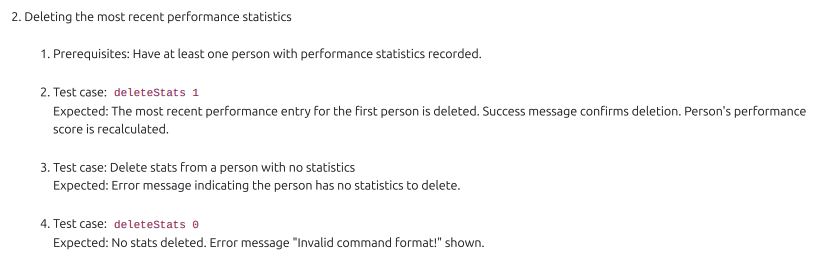 2. Deleting the most recent performance statistics
1. Prerequisites: Have at least one person with performance statistics recorded.
2. Test case: deleteStats 1
Expected: The most recent performance entry for the first person is deleted. Success message confirms deletion. Person's performance
score is recalculated.
3. Test case: Delete stats from a person with no statistics
Expected: Error message indicating the person has no statistics to delete.
4. Test case: deleteStats 0
Expected: No stats deleted. Error message "Invalid command format!" shown.